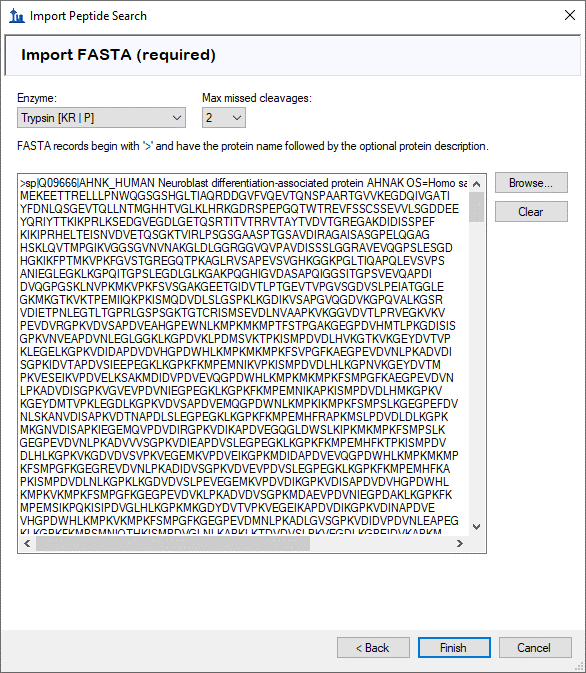 Import Peptide Search
Import FASTA (required)
Enzyme:
Max missed cleavages:
Trypsin [KR | P]
2
FASTA records begin with '>' and have the protein name followed by the optional protein description.
>sp|Q09666|AHNK_HUMAN Neuroblast differentiation-associated protein AHNAK OS=Homo sa
MEKEETTRELLLPNWQGSGSHGLTIAQRDDGVFVQEVTQNSPAARTGVVKEGDQIVGATI
YFDNLQSGEVTQLLNTMGHHTVGLKLHRKGDRSPEPGQTWTREVFSSCSSEVVLSGDDEE
YQRIYTTKIKPRLKSEDGVEGDLGETQSRTITVTRRVTAYTVDVTGREGAKDIDISSPEF
KIKIPRHELTEISNVDVETQSGKTVIRLPSGSGAASPTGSAVDIRAGAISASGPELQGAG
HSKLQVTMPGIKVGGSGVNVNAKGLDLGGRGGVQVPAVDISSSLGGRAVEVQGPSLESGD
HGKIKFPTMKVPKFGVSTGREGQTPKAGLRVSAPEVSVGHKGGKPGLTIQAPQLEVSVPS
ANIEGLEGKLKGPQITGPSLEGDLGLKGAKPQGHIGVDASAPQIGGSITGPSVEVQAPDI
DVQGPGSKLNVPKMKVPKFSVSGAKGEETGIDVTLPTGEVTVPGVSGDVSLPEIATGGLE
GKMKGTKVKTPEMIIQKPKISMQDVDLSLGSPKLKGDIKVSAPGVQGDVKGPQVALKGSR
VDIETPNLEGTLTGPRLGSPSGKTGTCRISMSEVDLNVAAPKVKGGVDVTLPRVEGKVKV
PEVDVRGPKVDVSAPDVEAHGPEWNLKMPKMKMPTFSTPGAKGEGPDVHMTLPKGDISIS
GPKVNVEAPDVNLEGLGGKLKGPDVKLPDMSVKTPKISMPDVDLHVKGTKVKGEYDVTVP
KLEGELKGPKVDIDAPDVDVHGPDWHLKMPKMKMPKFSVPGFKAEGPEVDVNLPKADVDI
SGPKIDVTAPDVSIEEPEGKLKGPKFKMPEMNIKVPKISMPDVDLHLKGPNVKGEYDVTM
PKVESEIKVPDVELKSAKMDIDVPDVEVQGPDWHLKMPKMKMPKFSMPGFKAEGPEVDVN
LPKADVDISGPKVGVEVPDVNIEGPEGKLKGPKFKMPEMNIKAPKISMPDVDLHMKGPKV
KGEYDMTVPKLEGDLKGPKVDVSAPDVEMQGPDWNLKMPKIKMPKFSMPSLKGEGPEFDV
NLSKANVDISAPKVDTNAPDLSLEGPEGKLKGPKFKMPEMHFRAPKMSLPDVDLDLKGPK
MKGNVDISAPKIEGEMQVPDVDIRGPKVDIKAPDVEGQGLDWSLKIPKMKMPKFSMPSLK
GEGPEVDVNLPKADVVVSGPKVDIEAPDVSLEGPEGKLKGPKFKMPEMHFKTPKISMPDV
DLHLKGPKVKGDVDVSVPKVEGEMKVPDVEIKGPKMDIDAPDVEVQGPDWHLKMPKMKMP
KFSMPGFKGEGREVDVNLPKADIDVSGPKVDVEVPDVSLEGPEGKLKGPKFKMPEMHFKA
PKISMPDVDLNLKGPKLKGDVDVSLPEVEGEMKVPDVDIKGPKVDISAPDVDVHGPDWHL
KMPKVKMPKFSMPGFKGEGPEVDVKLPKADVDVSGPKMDAEVPDVNIEGPDAKLKGPKFK
MPEMSIKPQKISIPDVGLHLKGPKMKGDYDVTVPKVEGEIKAPDVDIKGPKVDINAPDVE
VHGPDWHLKMPKVKMPKFSMPGFKGEGPEVDMNLPKADLGVSGPKVDIDVPDVNLEAPEG
Browse...
Clear
< Back
Finish
Cancel